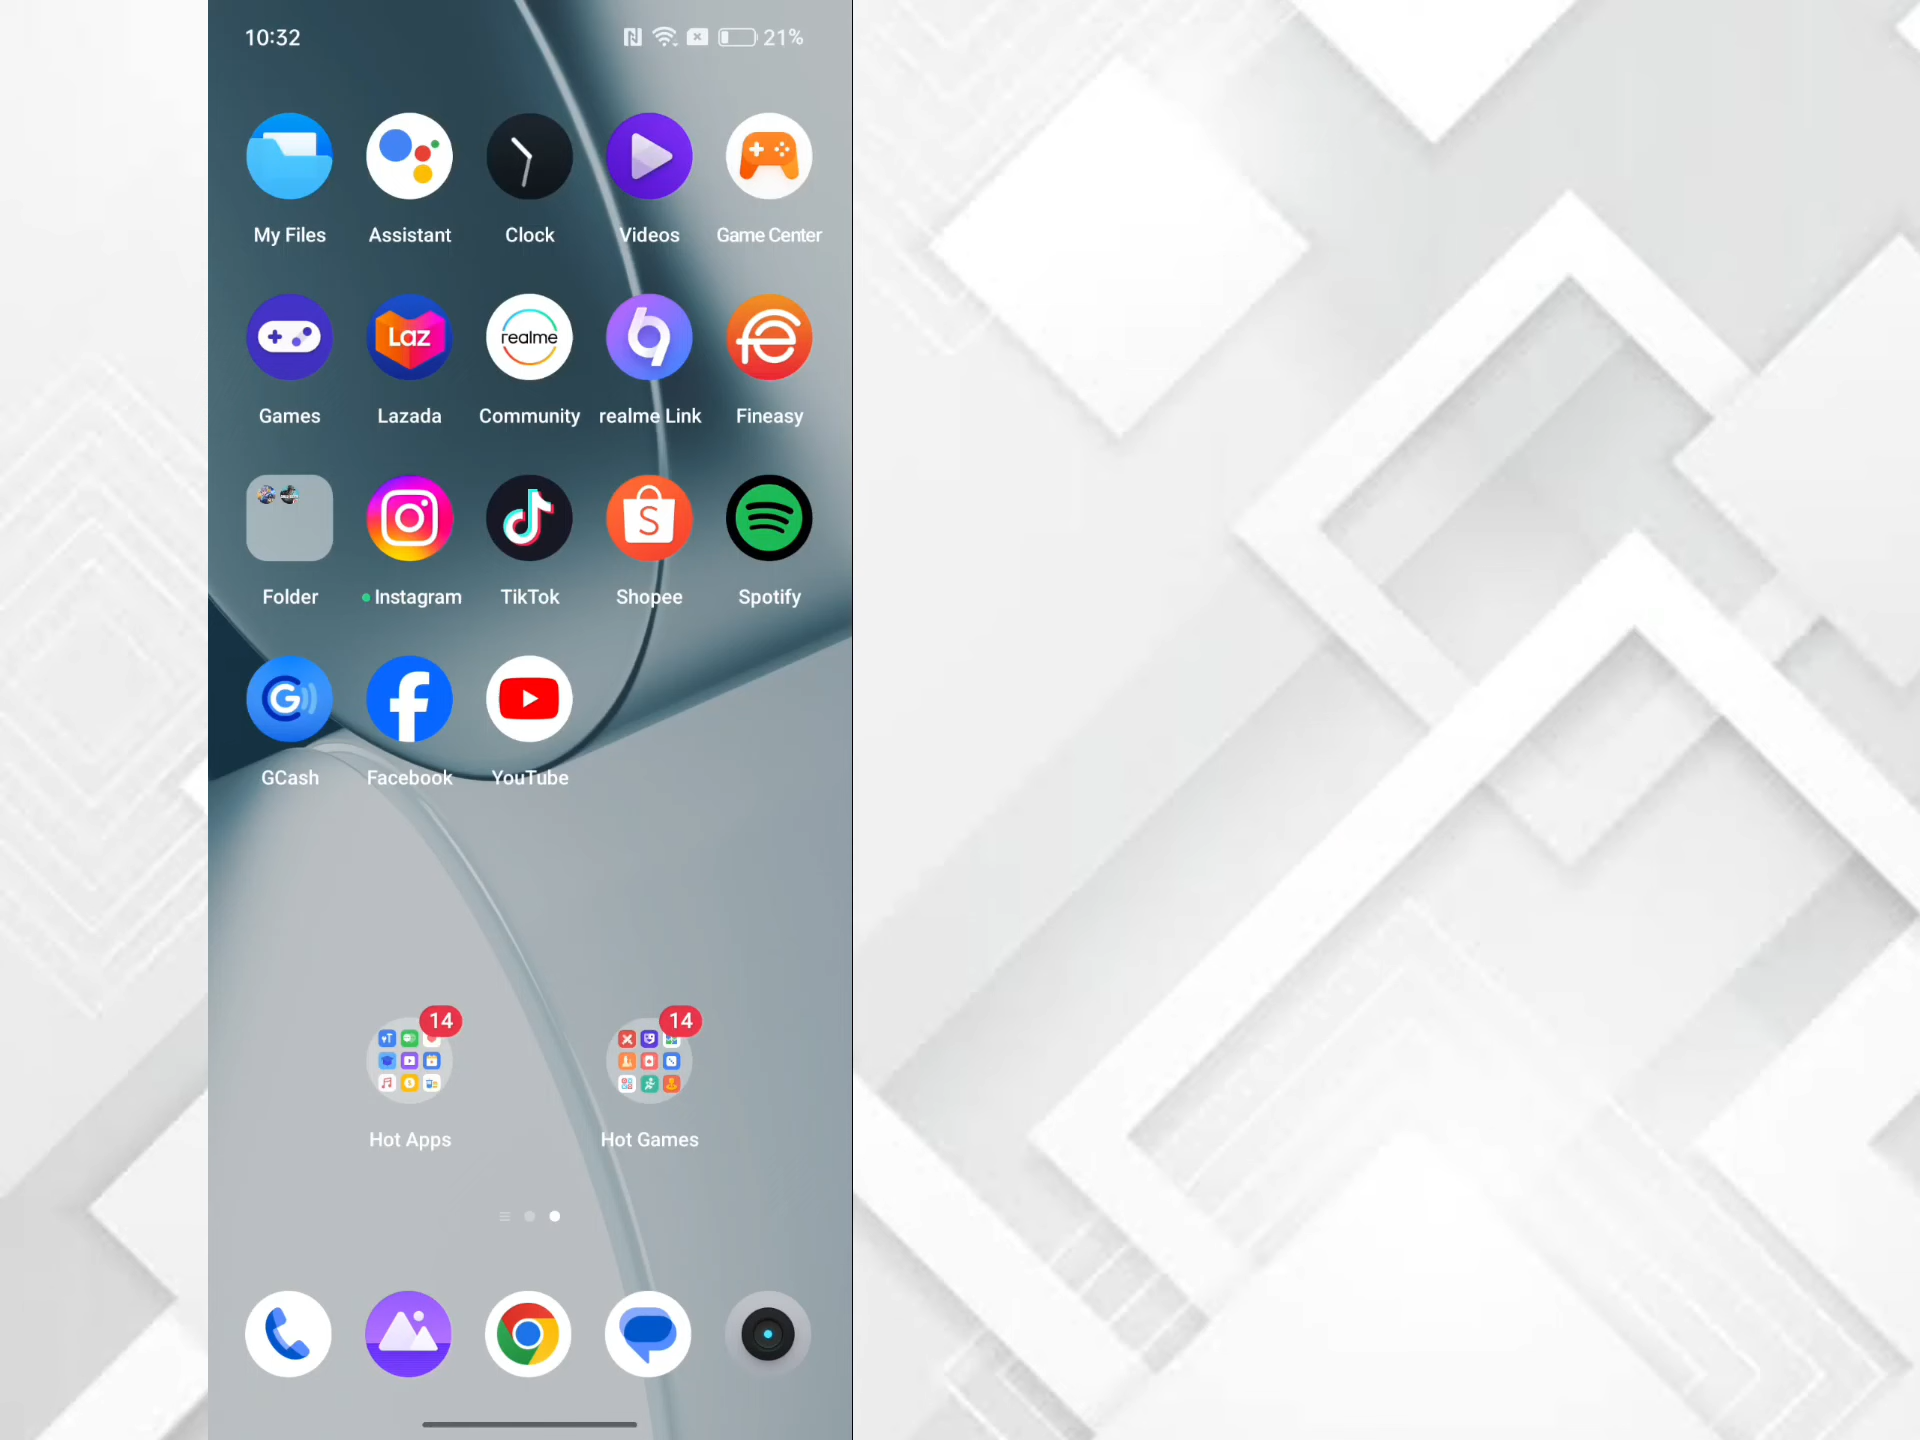 10:32 21%
My Files Assistant Clock Videos Game Center
Laz realme
Games Lazada Community realme Link Fineasy
Folder Instagram TikTok Shopee Spotify
GCash Facebook YouTube
14 14
Hot Apps Hot Games